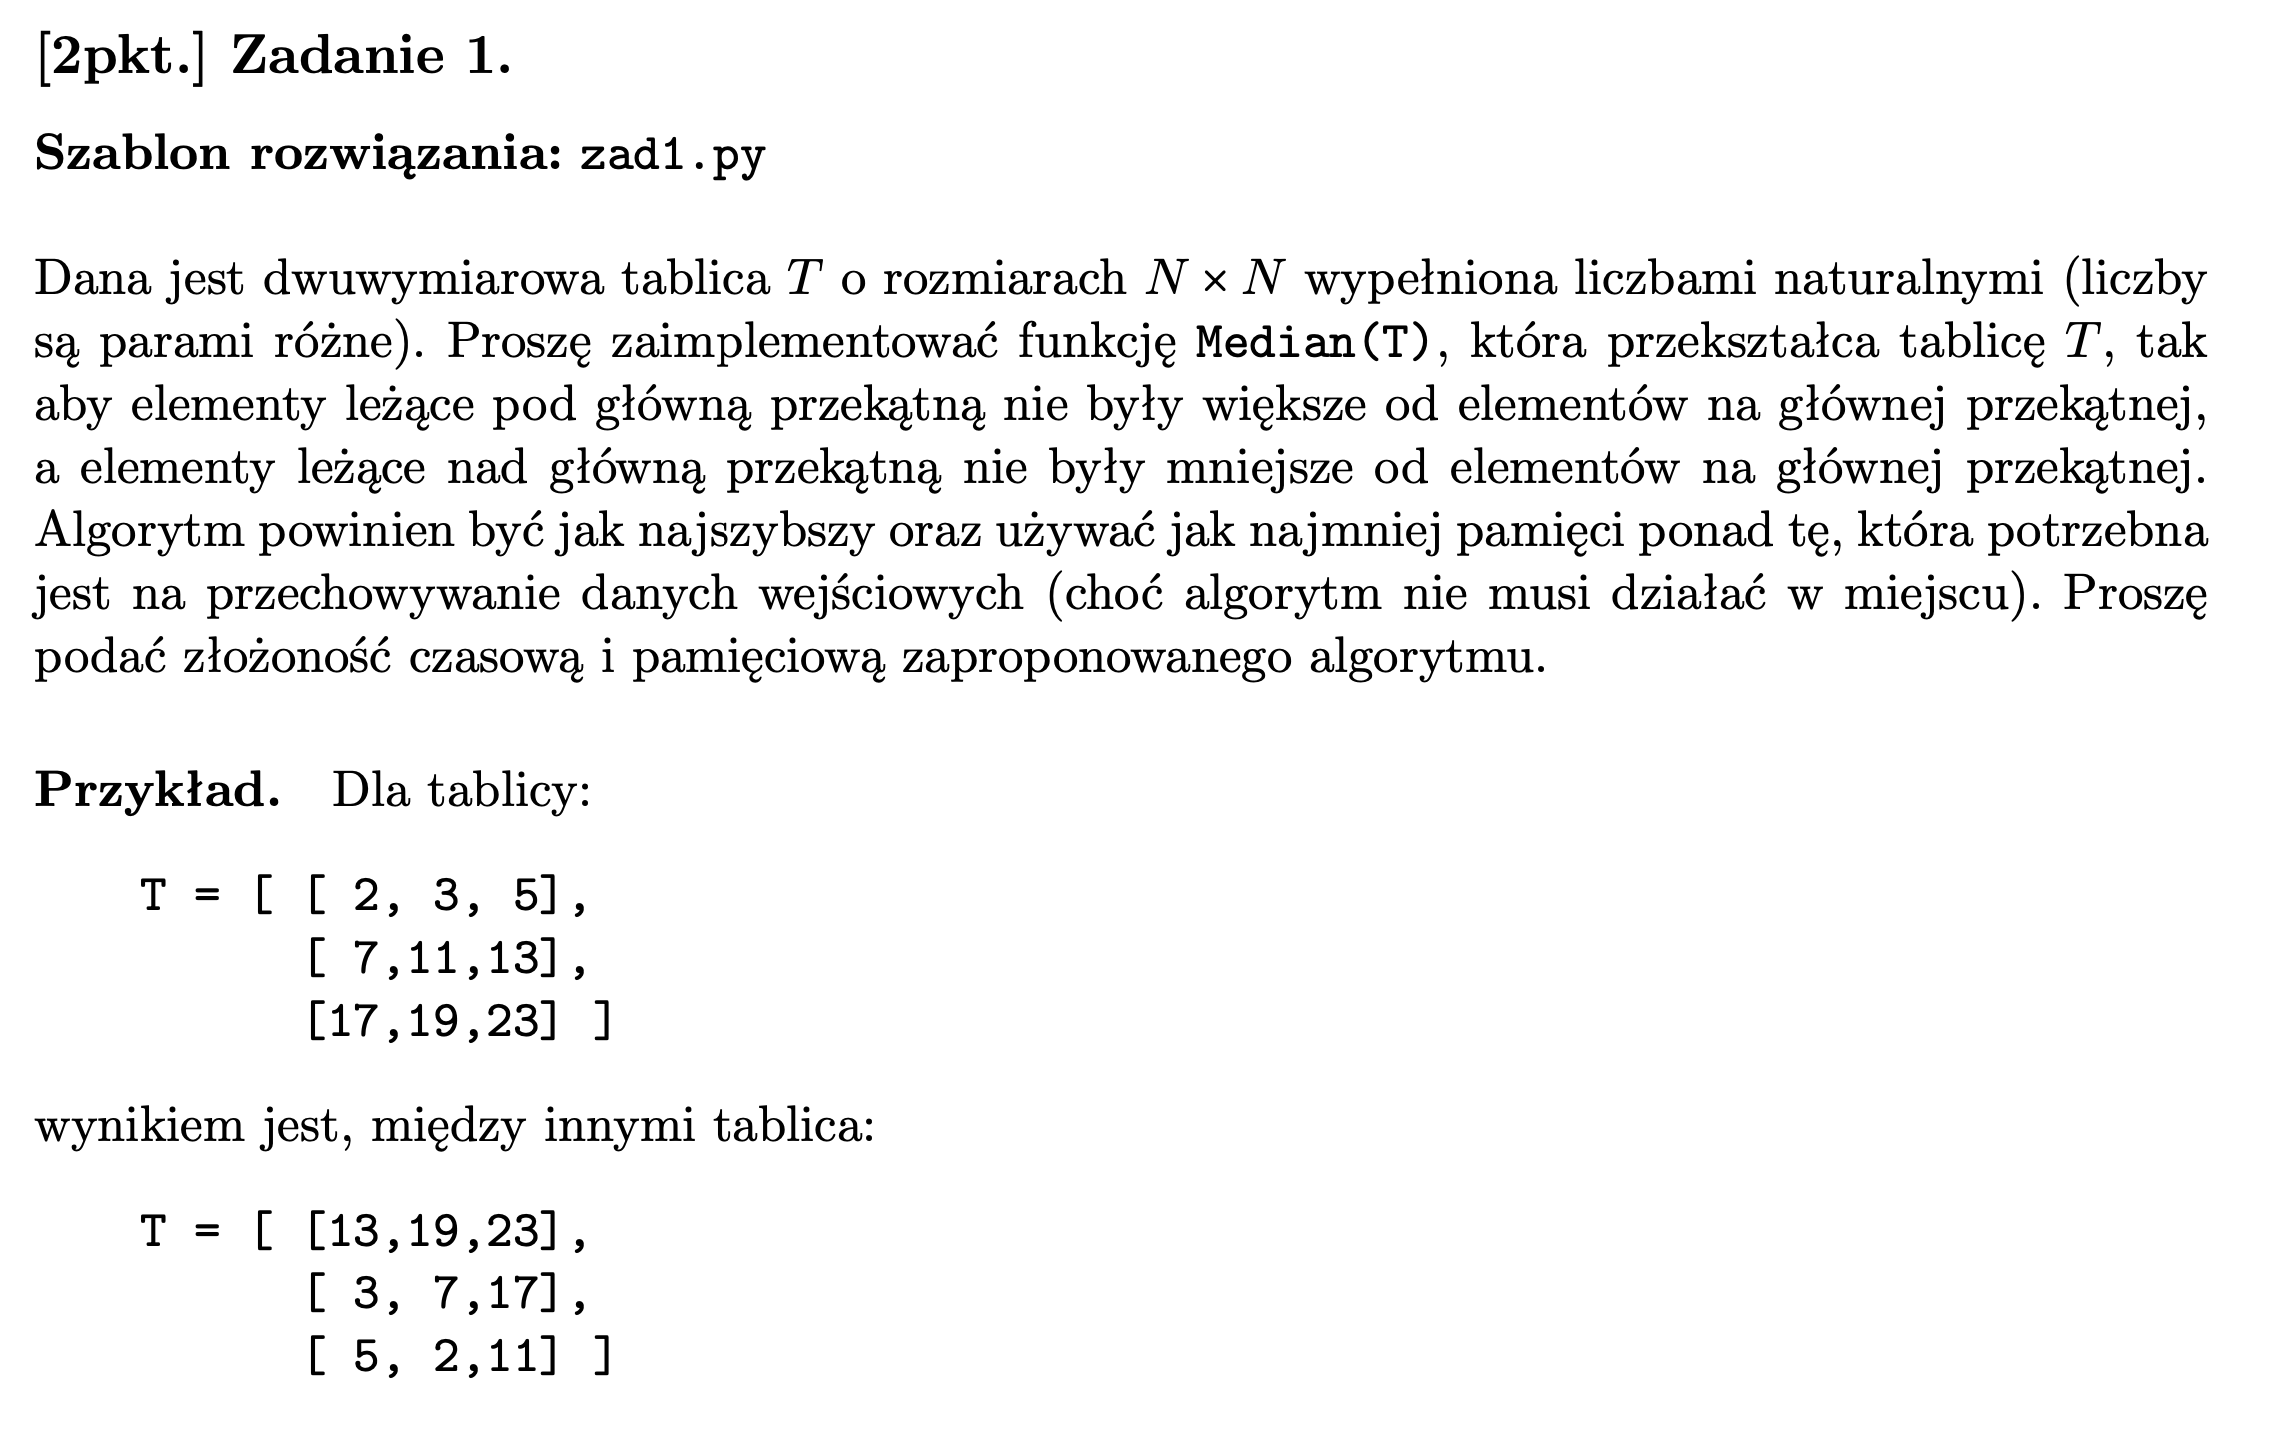 [2pkt.] Zadanie 1.
Szablon rozwiązania: zad1.py
Dana jest dwuwymiarowa tablica T o rozmiarach N × N wypełniona liczbami naturalnymi (liczby
są parami różne). Proszę zaimplementować funkcję Median(T), która przekształca tablicę T, tak
aby elementy leżące pod główną przekątną nie były większe od elementów na głównej przekątnej,
a elementy leżące nad główną przekątną nie były mniejsze od elementów na głównej przekątnej.
Algorytm powinien być jak najszybszy oraz używać jak najmniej pamięci ponad tę, która potrzebna
jest na przechowywanie danych wejściowych (choć algorytm nie musi działać w miejscu). Proszę
podać złożoność czasową i pamięciową zaproponowanego algorytmu.
Przykład. Dla tablicy:
T = [ [ 2, 3, 5],
[ 7,11,13],
[17,19,23] ]
wynikiem jest, między innymi tablica:
T = [ [13,19,23],
[ 3, 7,17],
[ 5, 2,11] ]